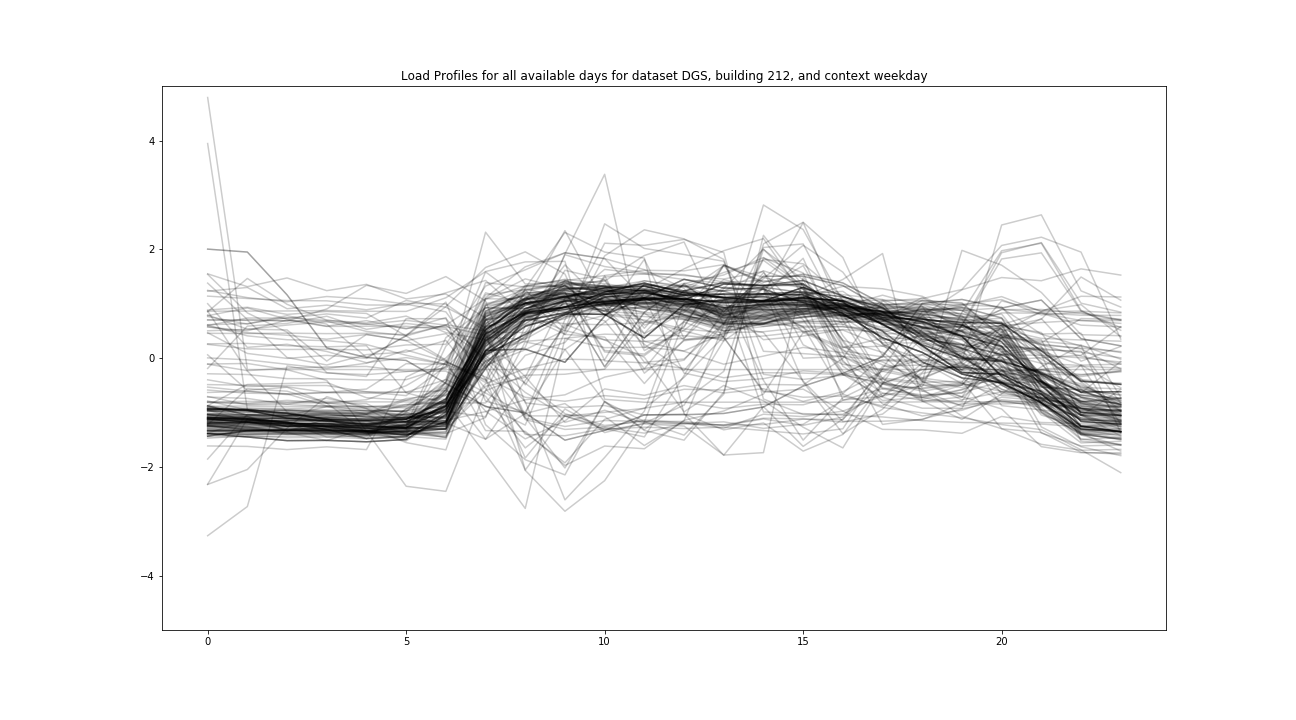 Load Profiles for all available days for dataset DGS, building 212, and context weekday
4
2
0
−2
−4
0 5 10 15 20